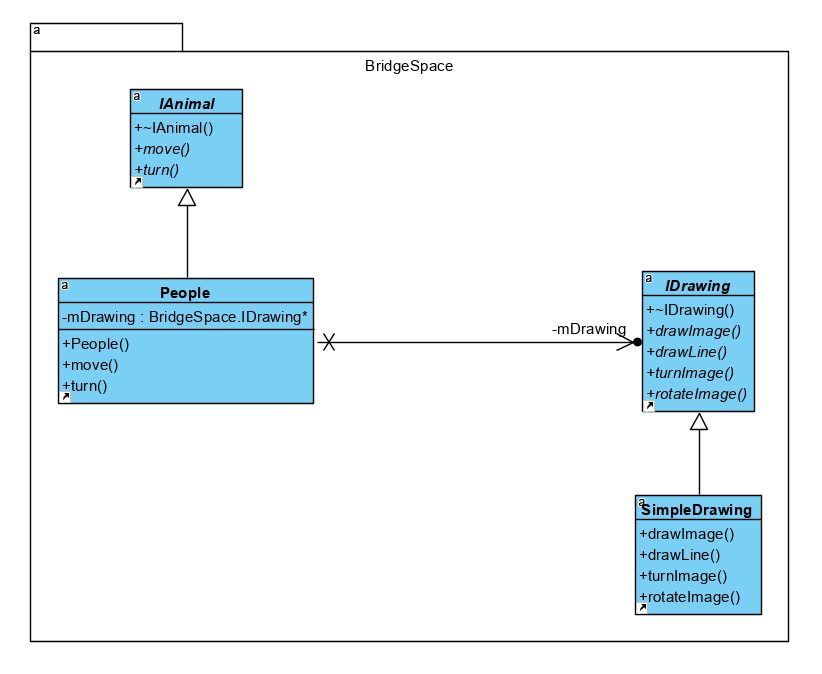 a
BridgeSpace
a
IAnimal
+~IAnimal()
+move()
+turn()
a
People
-mDrawing : BridgeSpace.IDrawing*
+People()
+move()
+turn()
-mDrawing
a
IDrawing
+~IDrawing()
+drawImage()
+drawLine()
+turnImage()
+rotateImage()
a
SimpleDrawing
+drawImage()
+drawLine()
+turnImage()
+rotateImage()